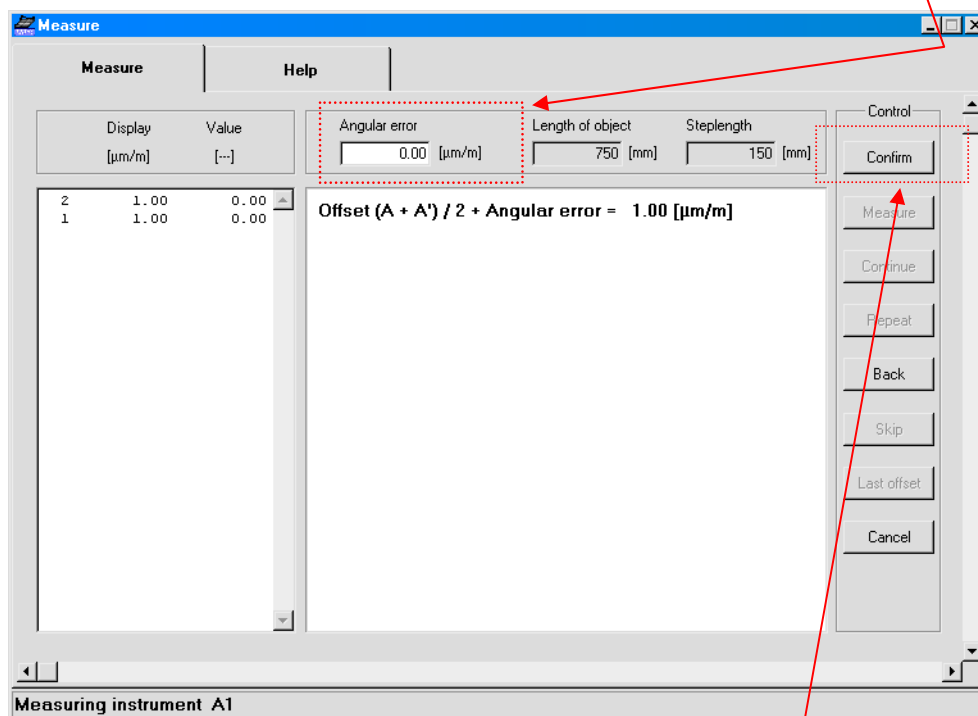 Measure
Measure Help
Display Value
[µm/m] [---]
Angular error Length of object Steplength
0.00 [µm/m] 750 [mm] 150 [mm]
Control
Confirm
2 1.00 0.00
1 1.00 0.00
Offset (A + A') / 2 + Angular error = 1.00 [µm/m]
Measure
Continue
Repeat
Back
Skip
Last offset
Cancel
Measuring instrument A1